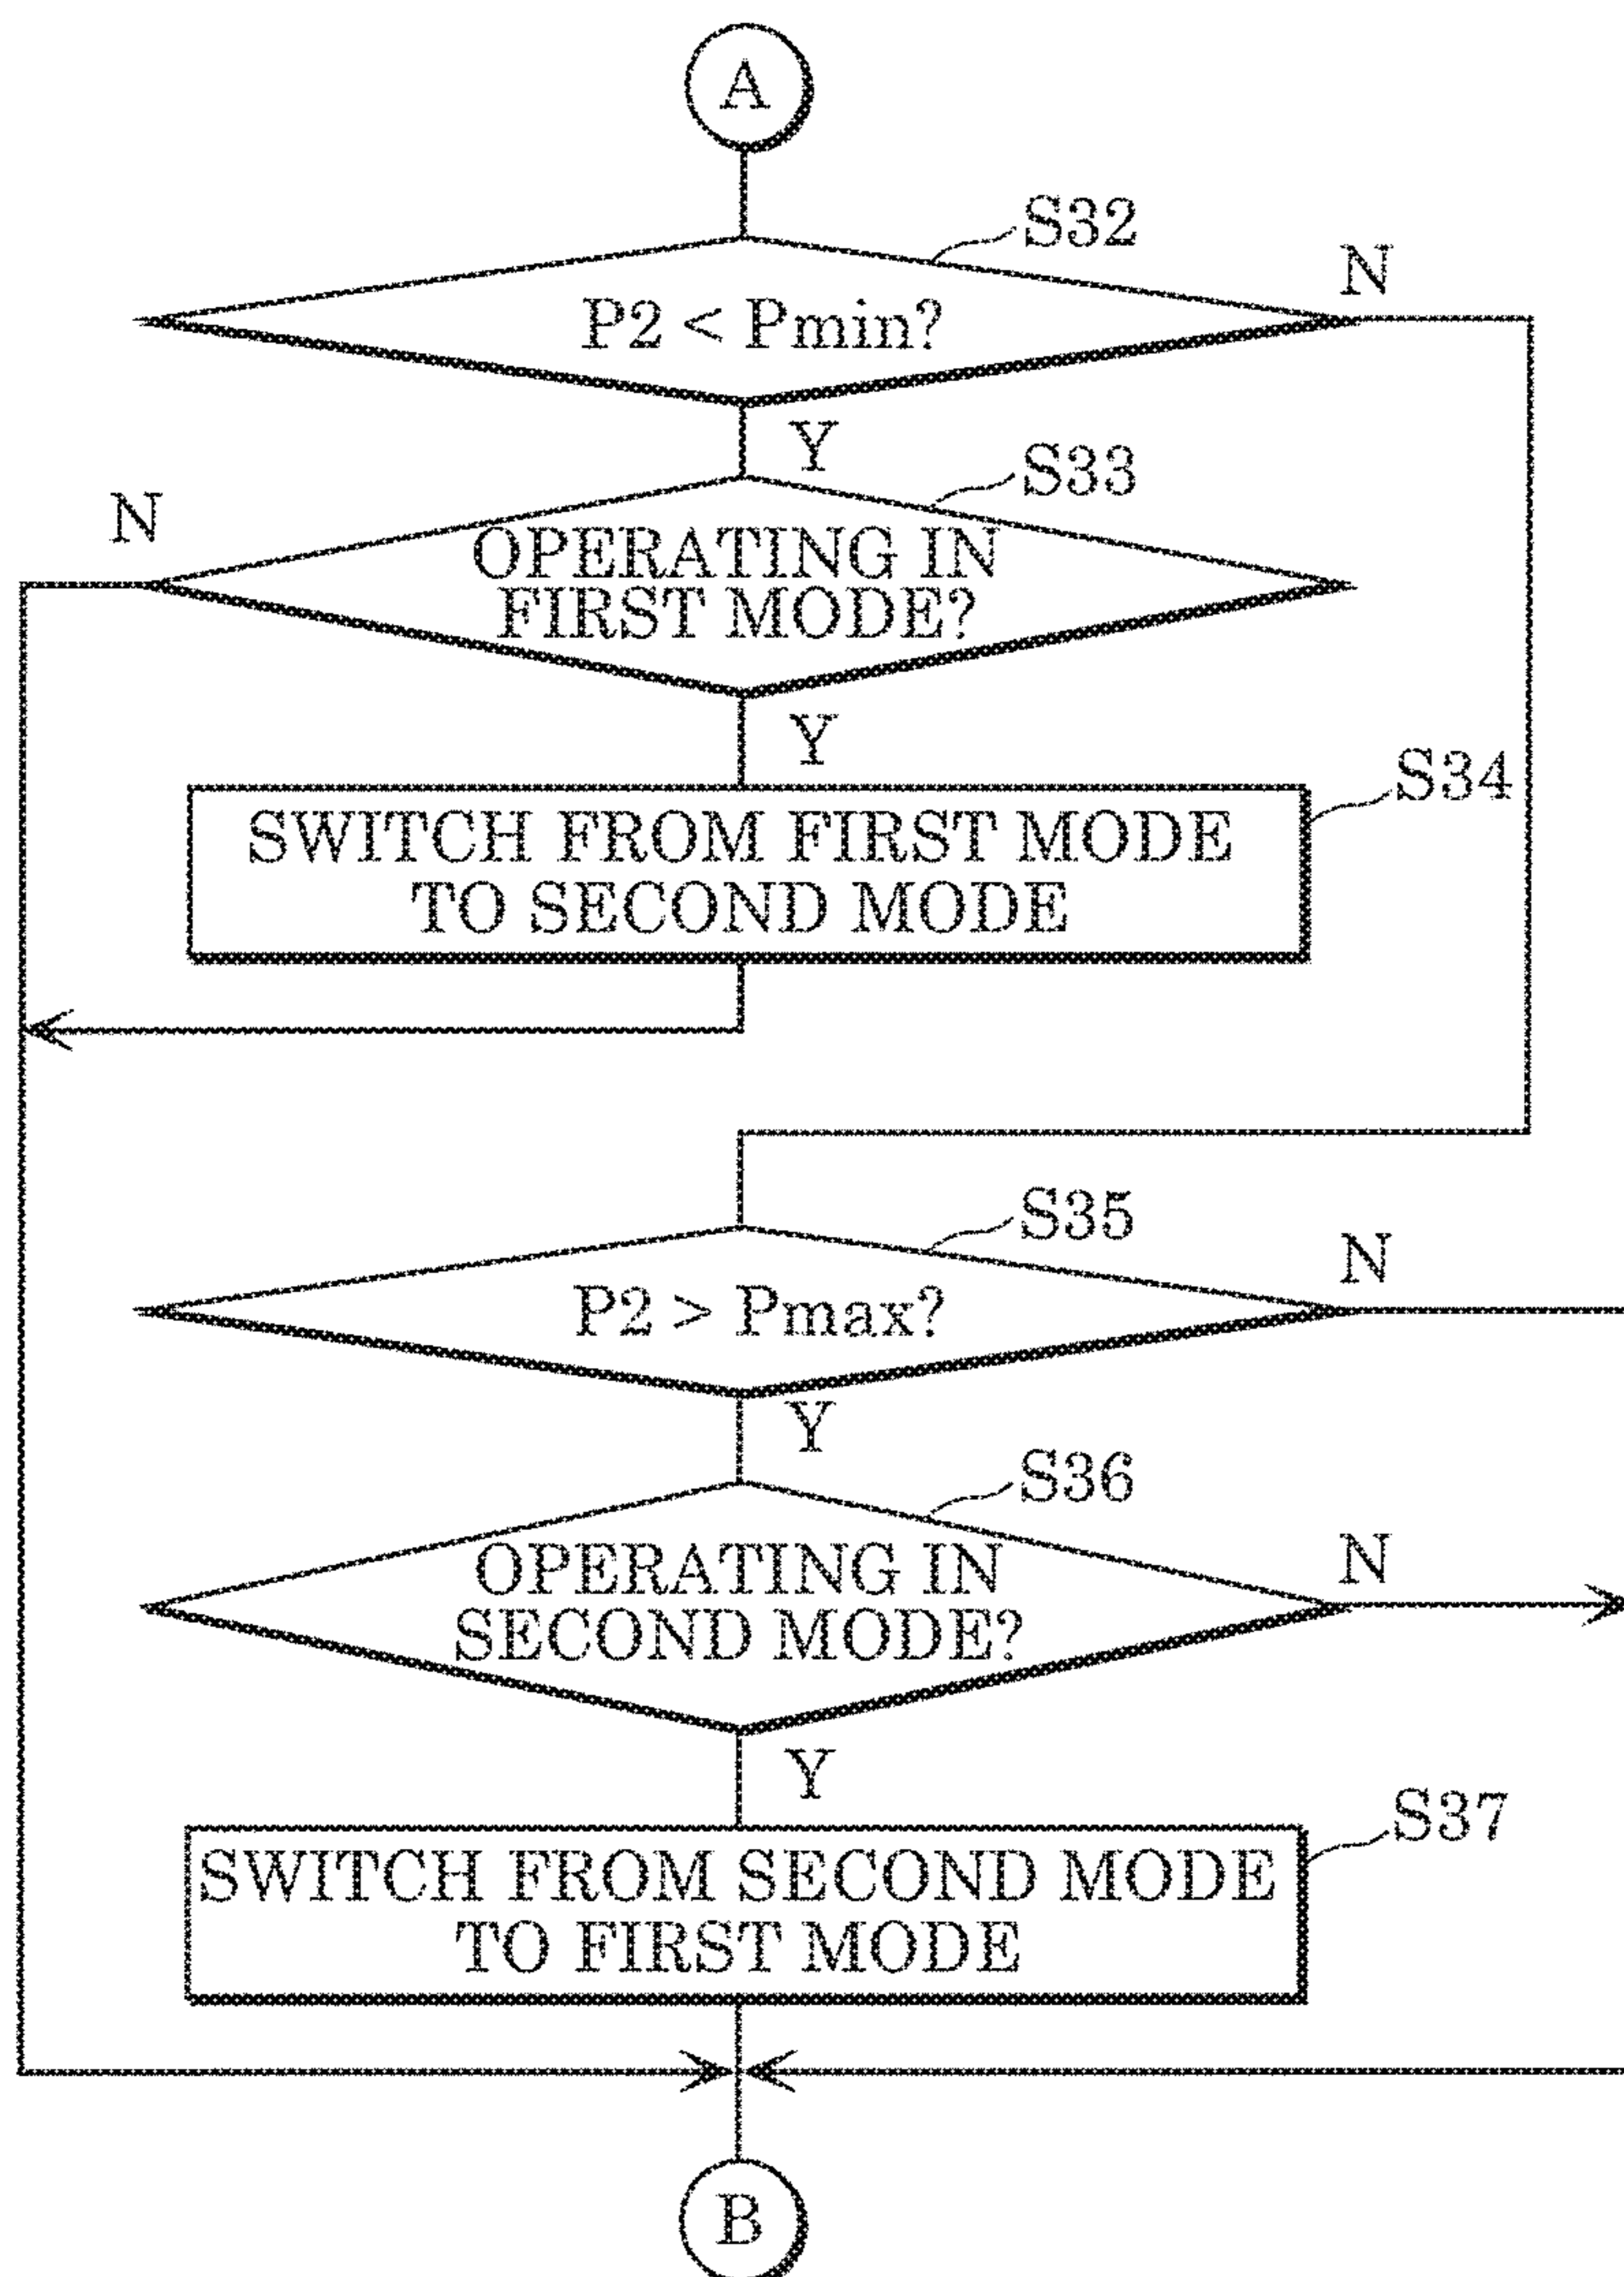 A
S32
N
P2 < Pmin?
Y
S33
N
OPERATING IN
FIRST MODE?
Y
S34
SWITCH FROM FIRST MODE
TO SECOND MODE
S35
N
P2 > Pmax?
Y
S36
N
OPERATING IN
SECOND MODE?
Y
S37
SWITCH FROM SECOND MODE
TO FIRST MODE
B